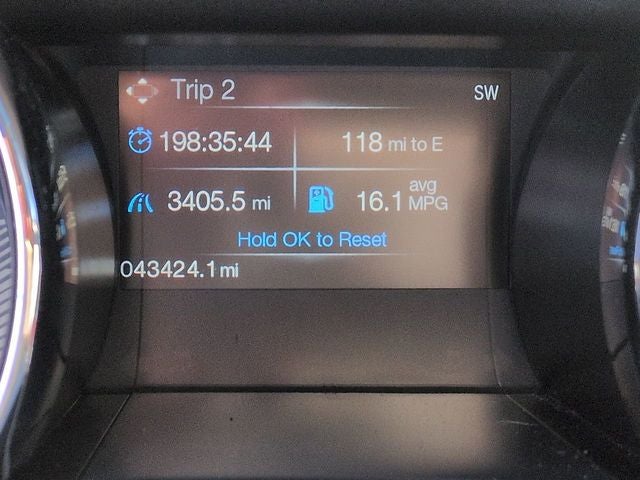 Trip 2 SW
198:35:44 118 mi to E
3405.5 mi 16.1 avg MPG
Hold OK to Reset
043424.1 mi